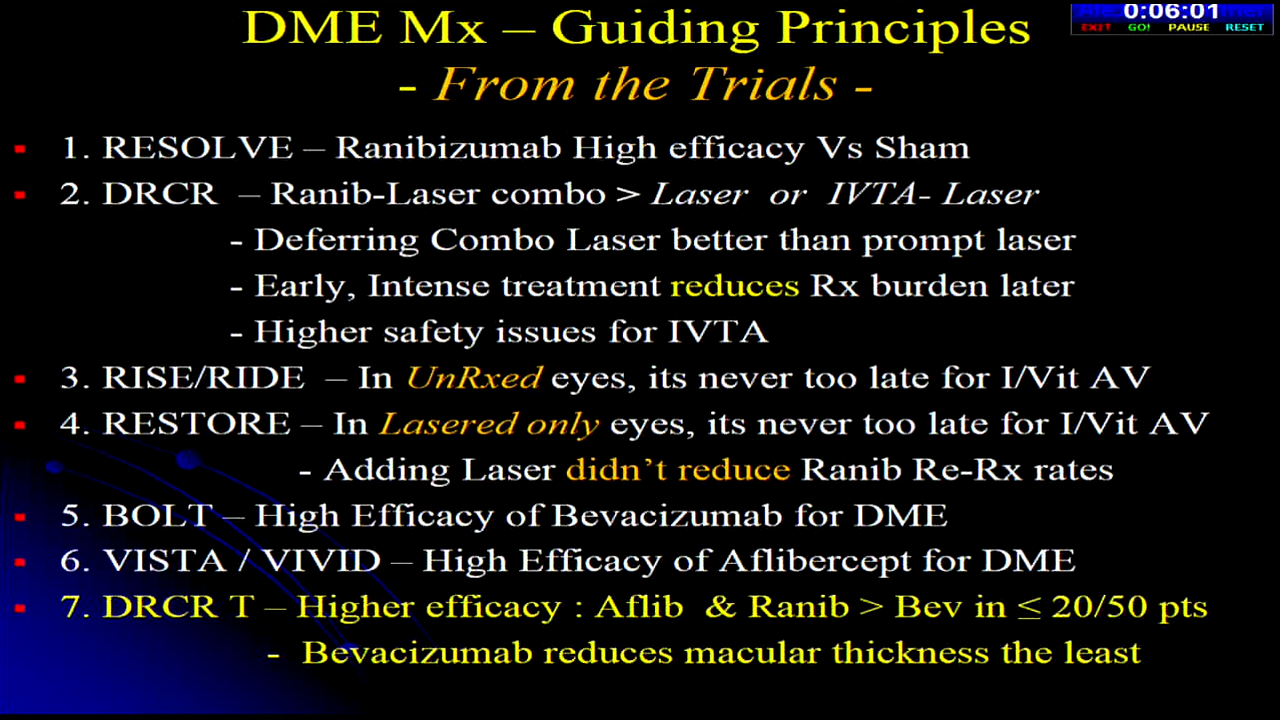 DME Mx – Guiding Principles
- From the Trials -
0:06:01
EXIT GO! PAUSE RESET
1. RESOLVE – Ranibizumab High efficacy Vs Sham
2. DRCR – Ranib-Laser combo > Laser or IVTA- Laser
- Deferring Combo Laser better than prompt laser
- Early, Intense treatment reduces Rx burden later
- Higher safety issues for IVTA
3. RISE/RIDE – In UnRxed eyes, its never too late for I/Vit AV
4. RESTORE – In Lasered only eyes, its never too late for I/Vit AV
- Adding Laser didn’t reduce Ranib Re-Rx rates
5. BOLT – High Efficacy of Bevacizumab for DME
6. VISTA / VIVID – High Efficacy of Aflibercept for DME
7. DRCR T – Higher efficacy : Aflib & Ranib > Bev in ≤ 20/50 pts
- Bevacizumab reduces macular thickness the least